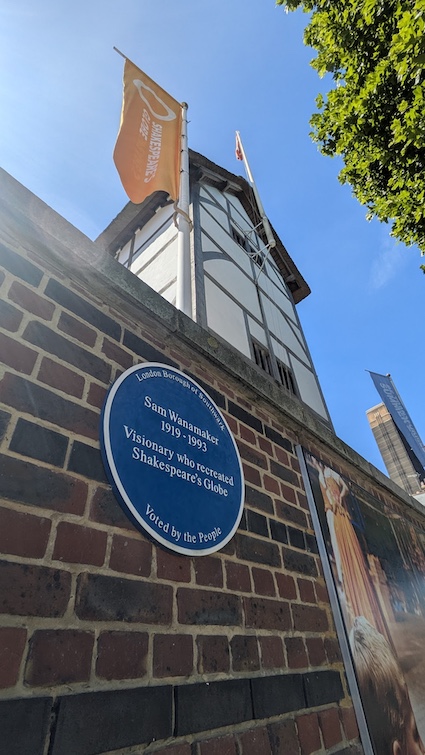 SHAKESPEARE'S
GLOBE
London Borough of Southwark
Sam Wanamaker
1919 - 1993
Visionary who recreated
Shakespeare's Globe
Voted by the People